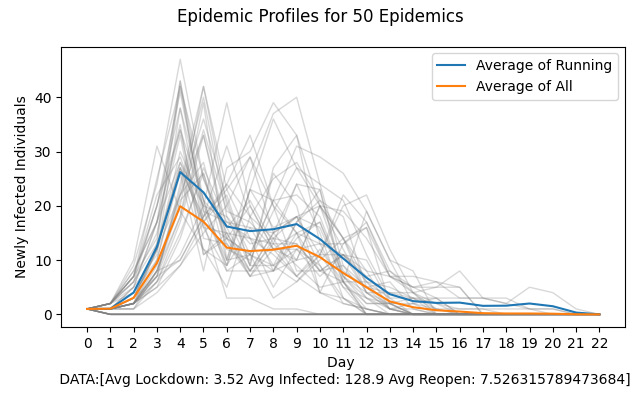 Epidemic Profiles for 50 Epidemics
Average of Running
Average of All
Newly Infected Individuals
40
30
20
10
0
0 1 2 3 4 5 6 7 8 9 10 11 12 13 14 15 16 17 18 19 20 21 22
Day
DATA:[Avg Lockdown: 3.52 Avg Infected: 128.9 Avg Reopen: 7.526315789473684]